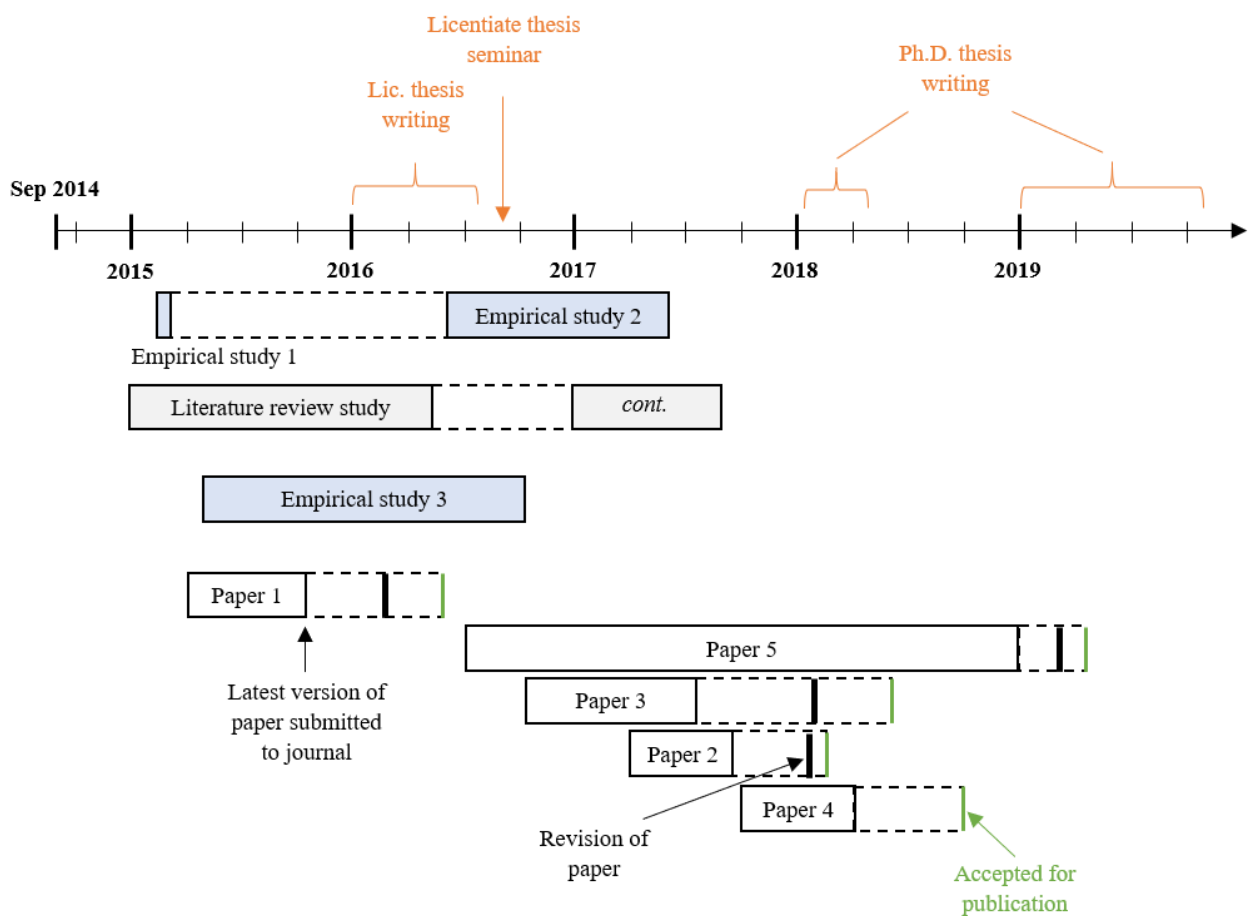 Licentiate thesis
seminar
Ph.D. thesis
writing
Lic. thesis
writing
Sep 2014
2015
2016
2017
2018
2019
Empirical study 2
Empirical study 1
Literature review study
cont.
Empirical study 3
Paper 1
Paper 5
Latest version of
paper submitted
to journal
Paper 3
Paper 2
Paper 4
Revision of
paper
Accepted for
publication